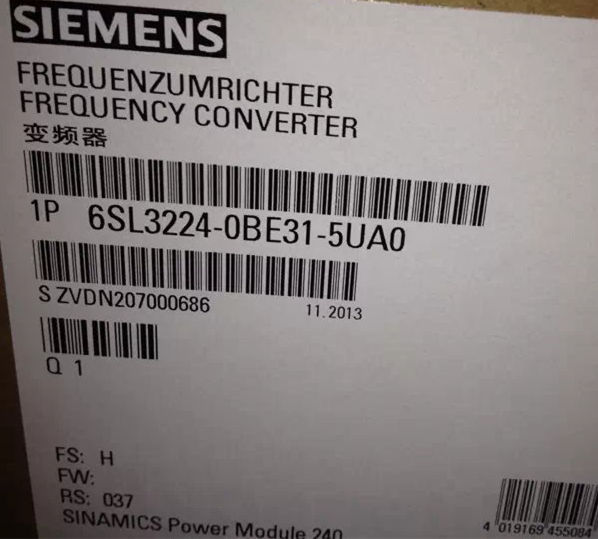 SIEMENS
FREQUENZUMRICHTER
FREQUENCY CONVERTER
变频器
1P 6SL3224-0BE31-5UA0
S ZVDN207000686 11.2013
Q 1
FS: H
FW:
RS: 037
SINAMICS Power Module 240
4 019169 455084